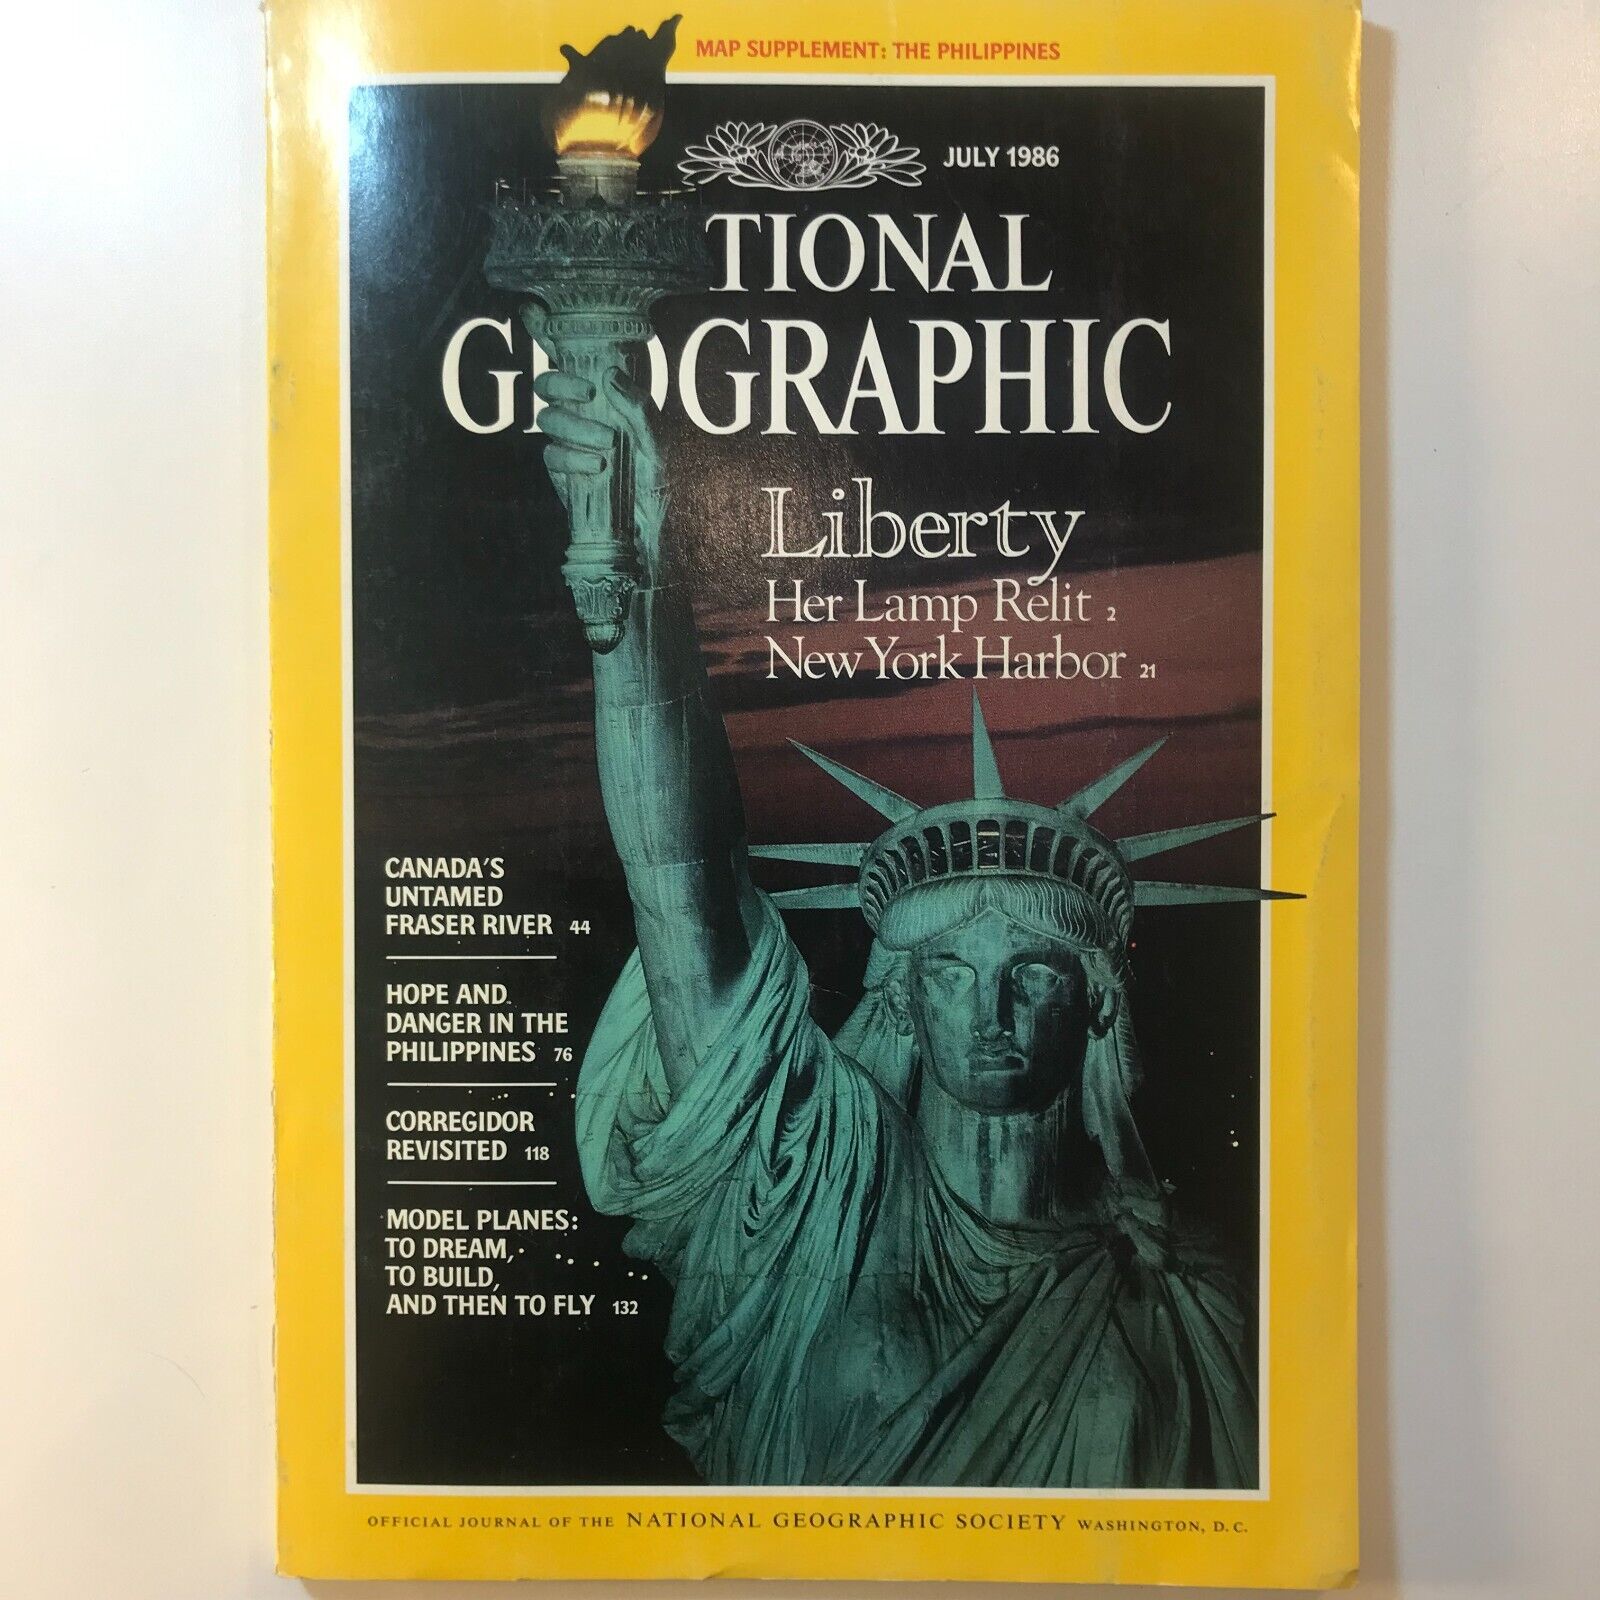 MAP SUPPLEMENT: THE PHILIPPINES
JULY 1986
TIONAL
GEOGRAPHIC
Liberty
Her Lamp Relit 2
New York Harbor 21
CANADA'S
UNTAMED
FRASER RIVER 44
HOPE AND
DANGER IN THE
PHILIPPINES 76
CORREGIDOR
REVISITED 118
MODEL PLANES:
TO DREAM,
TO BUILD,
AND THEN TO FLY 132
OFFICIAL JOURNAL OF THE NATIONAL GEOGRAPHIC SOCIETY WASHINGTON, D.C.